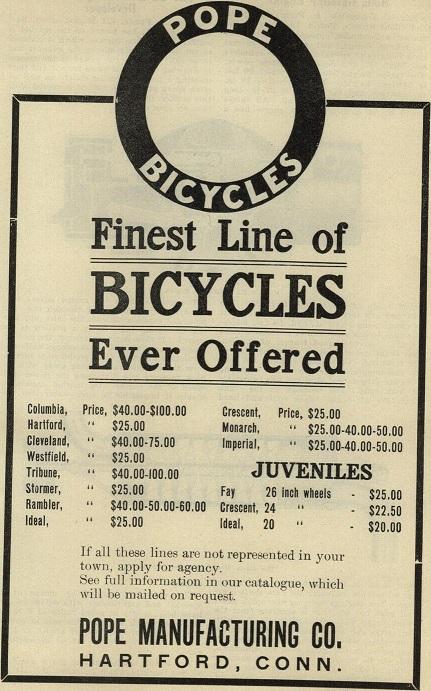 POPE
BICYCLES
Finest Line of
BICYCLES
Ever Offered
Columbia, Price, $40.00-$100.00
Hartford, " $25.00
Cleveland, " $40.00-75.00
Westfield, " $25.00
Tribune, " $40.00-100.00
Stormer, " $25.00
Rambler, " $40.00-50.00-60.00
Ideal, " $25.00
Crescent, Price, $25.00
Monarch, " $25.00-40.00-50.00
Imperial, " $25.00-40.00-50.00
JUVENILES
Fay 26 inch wheels - $25.00
Crescent, 24 " - $22.50
Ideal, 20 " - $20.00
If all these lines are not represented in your
town, apply for agency.
See full information in our catalogue, which
will be mailed on request.
POPE MANUFACTURING CO.
HARTFORD, CONN.